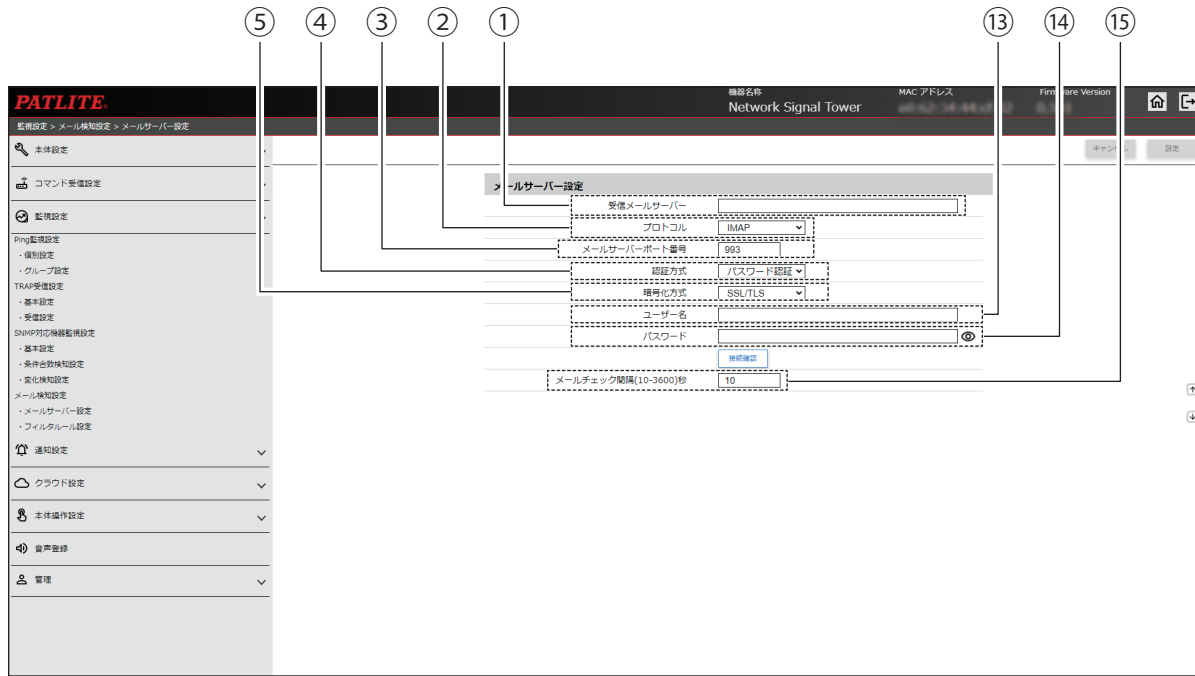 ⑤ ④ ③ ② ① ⑬ ⑭ ⑮
PATLITE
機器名称 MAC アドレス Firmware Version
Network Signal Tower
監視設定 > メール検知設定 > メールサーバー設定
キャンセル 設定
本体設定
コマンド受信設定
監視設定
Ping監視設定
・個別設定
・グループ設定
TRAP受信設定
・基本設定
・受信設定
SNMP対応機器監視設定
・基本設定
・条件合致検知設定
・変化検知設定
メール検知設定
・メールサーバー設定
・フィルタルール設定
通知設定
クラウド設定
本体操作設定
音声登録
管理
メールサーバー設定
受信メールサーバー
プロトコル IMAP
メールサーバーポート番号 993
認証方式 パスワード認証
暗号化方式 SSL/TLS
ユーザー名
パスワード
接続確認
メールチェック間隔(10-3600)秒 10